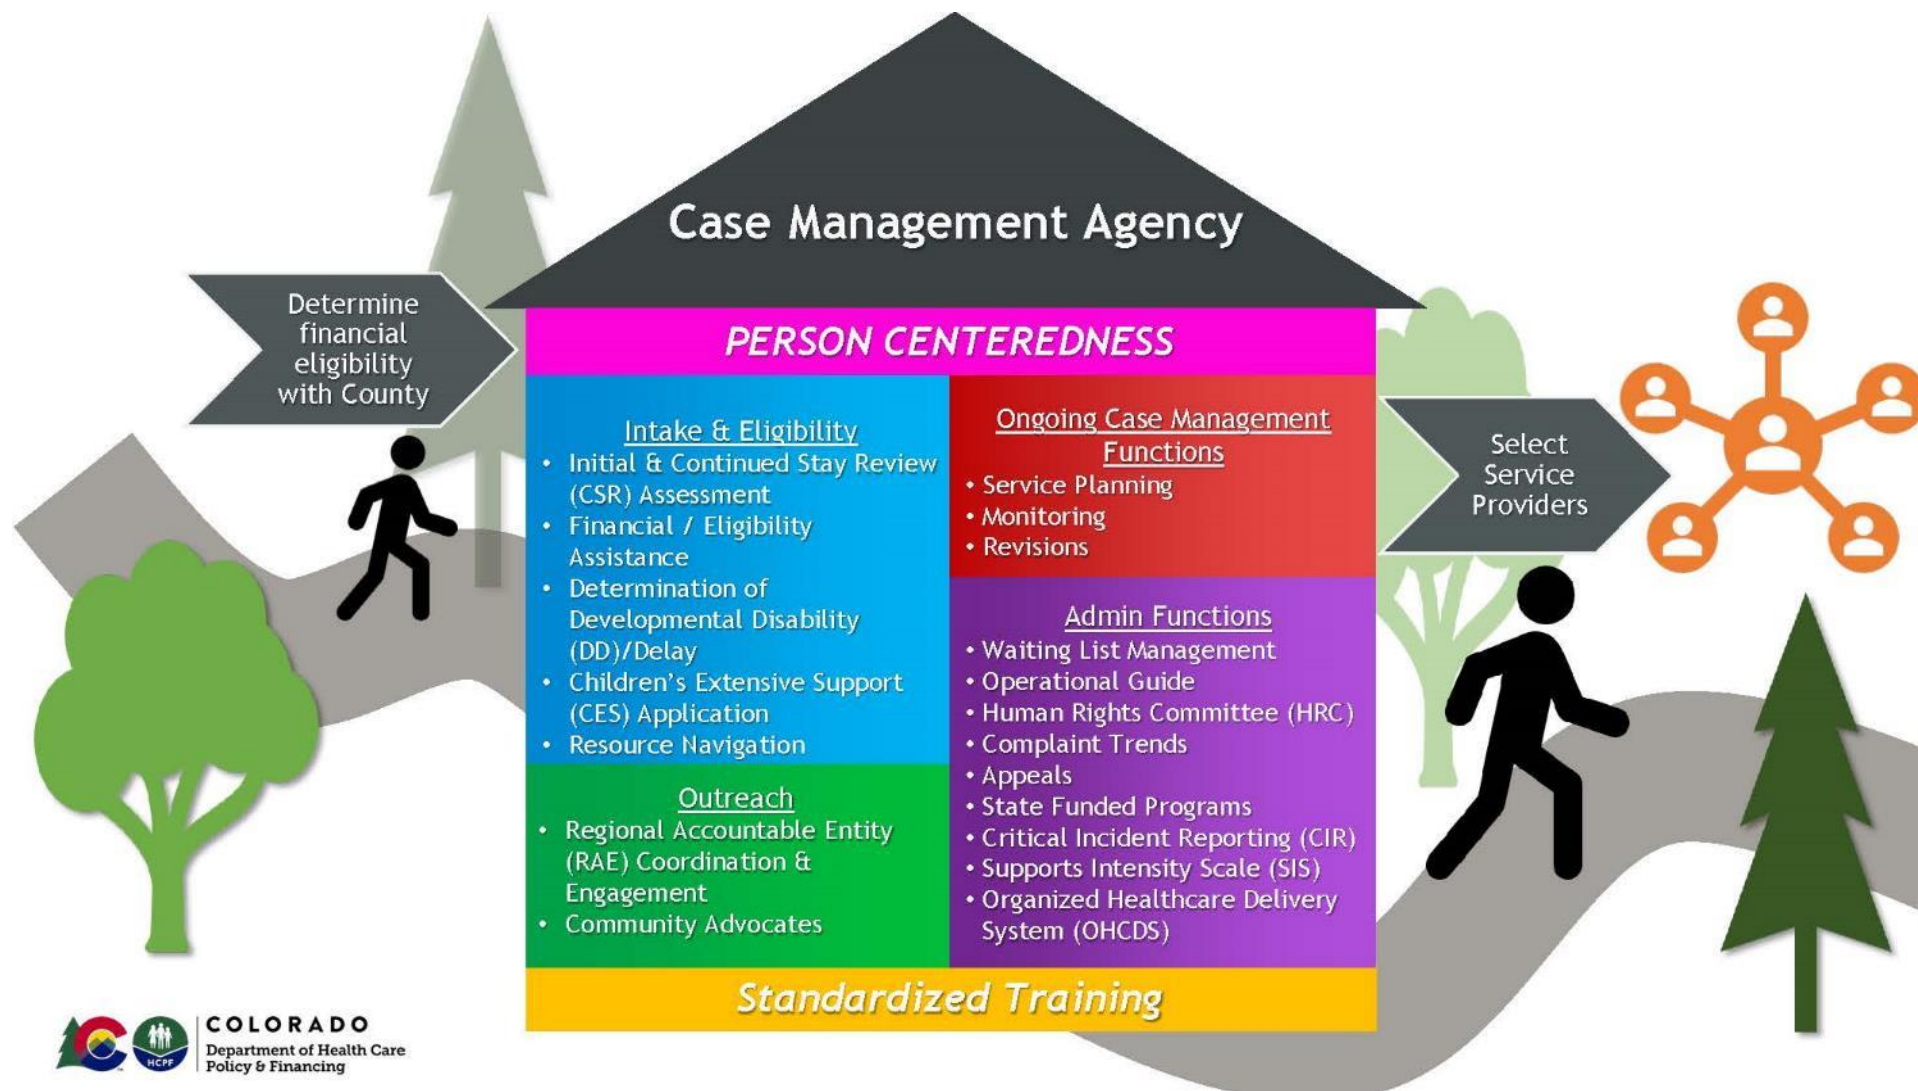 Case Management Agency
Determine
financial
eligibility
with County
PERSON CENTEREDNESS
Intake & Eligibility
• Initial & Continued Stay Review
(CSR) Assessment
• Financial / Eligibility
Assistance
• Determination of
Developmental Disability
(DD)/Delay
• Children's Extensive Support
(CES) Application
• Resource Navigation
Outreach
• Regional Accountable Entity
(RAE) Coordination &
Engagement
• Community Advocates
Ongoing Case Management
Functions
• Service Planning
• Monitoring
• Revisions
Admin Functions
• Waiting List Management
• Operational Guide
• Human Rights Committee (HRC)
• Complaint Trends
• Appeals
• State Funded Programs
• Critical Incident Reporting (CIR)
• Supports Intensity Scale (SIS)
• Organized Healthcare Delivery
System (OHCDS)
Standardized Training
Select
Service
Providers
HCPF
COLORADO
Department of Health Care
Policy & Financing